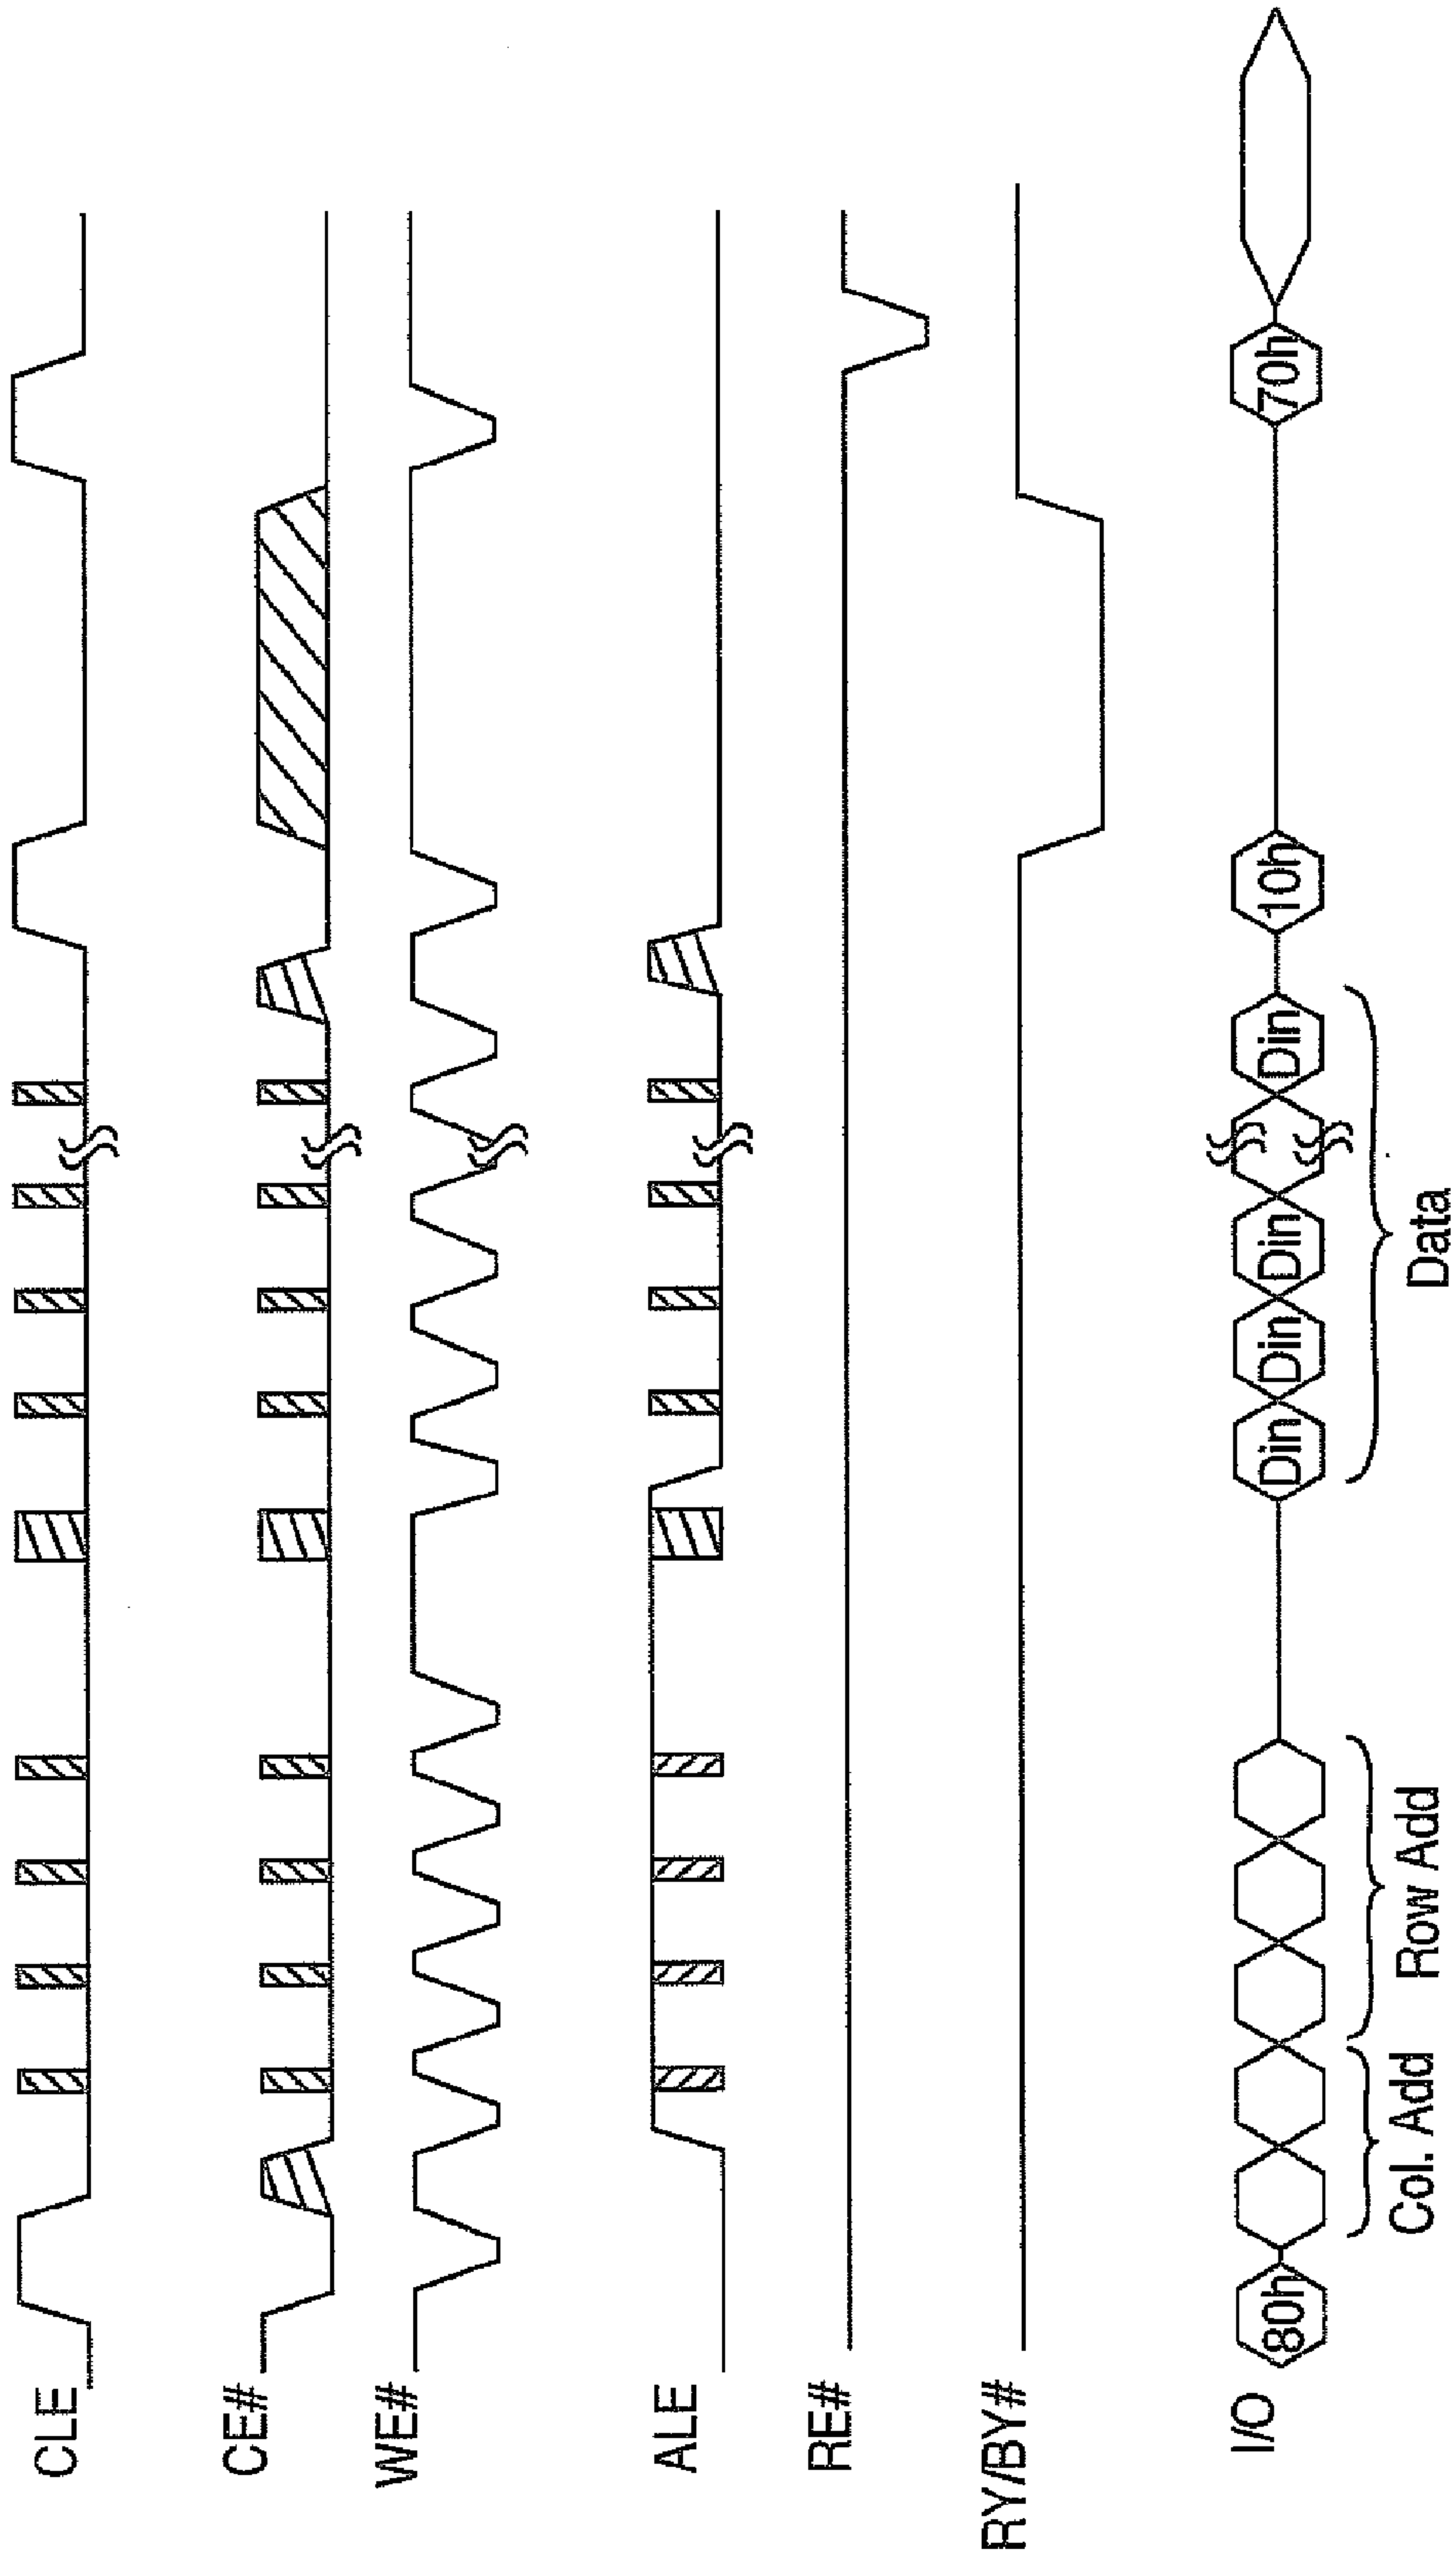 CLE
CE#
WE#
ALE
RE#
RY/BY#
I/O
80h
Din
Din
Din
Din
10h
70h
Col. Add
Row Add
Data